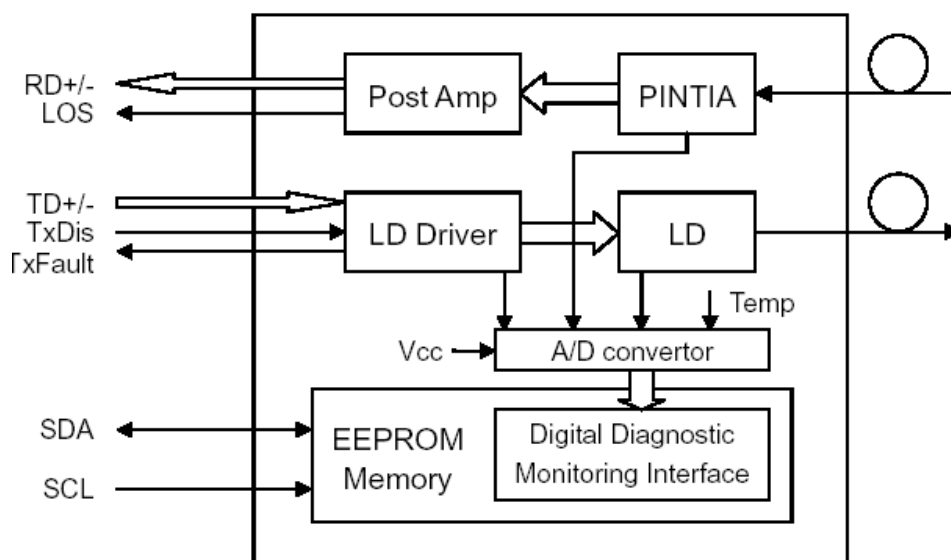 RD+/-
LOS
Post Amp
PINTIA
TD+/-
TxDis
TxFault
LD Driver
LD
Temp
Vcc
A/D convertor
SDA
SCL
EEPROM
Memory
Digital Diagnostic
Monitoring Interface